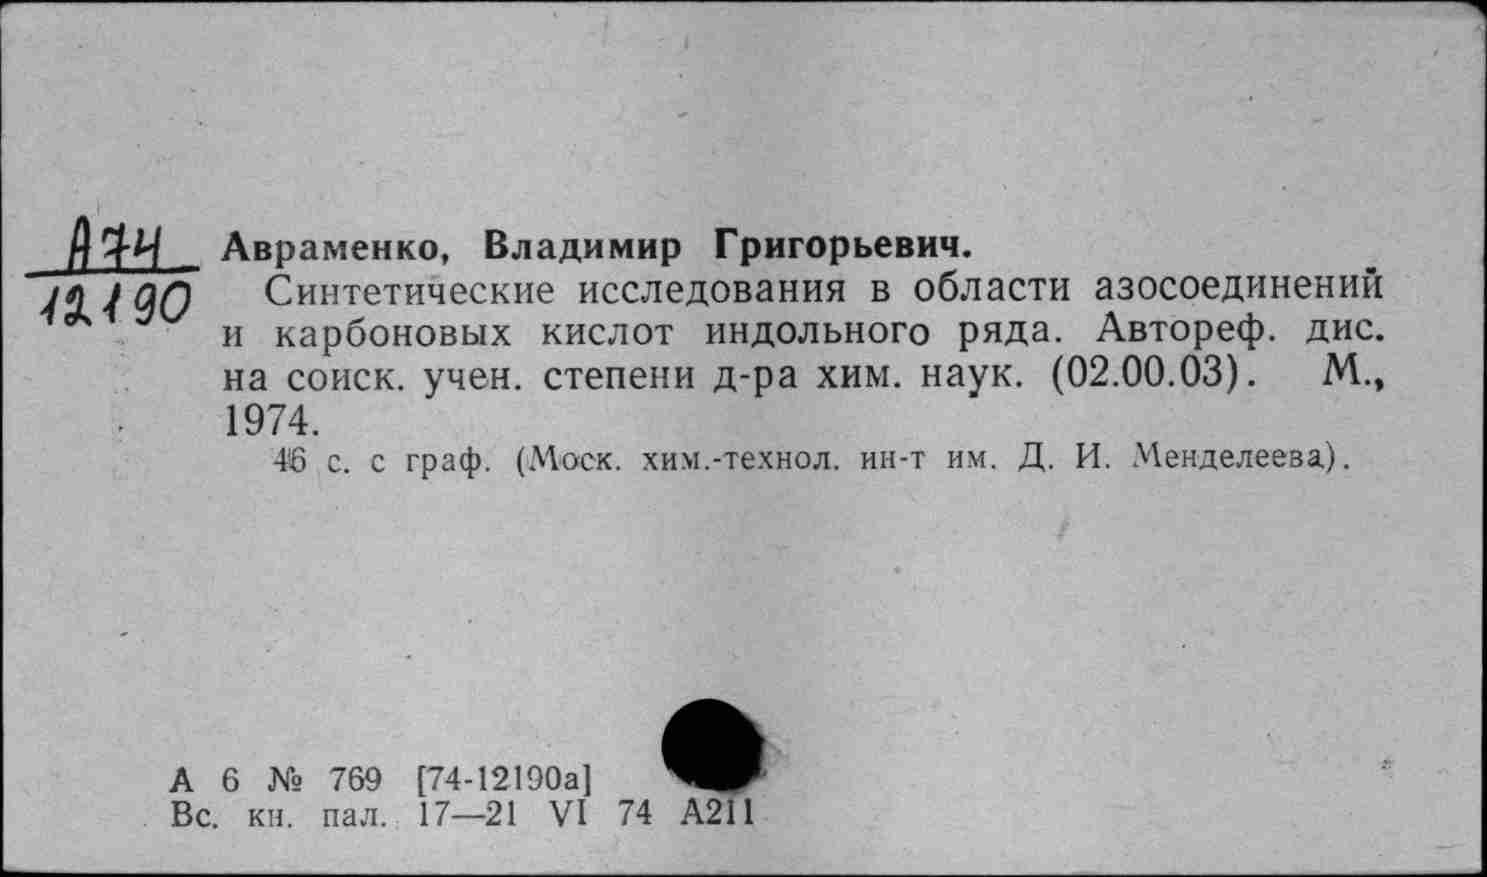 А74
12190
Авраменко, Владимир Григорьевич.
Синтетические исследования в области азосоединений
и карбоновых кислот индольного ряда. Автореф. дис.
на соиск. учен. степени д-ра хим. наук. (02.00.03). М.,
1974.
46 с. с граф. (Моск. хим.-технол. ин-т им. Д. И. Менделеева).
А 6 № 769 [74-12190а]
Вс. кн. пал. 17—21 VI 74 А211